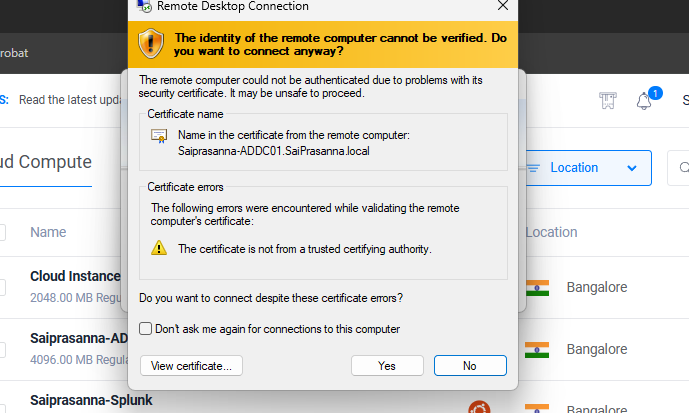 Remote Desktop Connection
The identity of the remote computer cannot be verified. Do
you want to connect anyway?
robat
The remote computer could not be authenticated due to problems with its
security certificate. It may be unsafe to proceed.
S: Read the latest upda
1
S
Certificate name
Name in the certificate from the remote computer:
Saiprasanna-ADDC01.SaiPrasanna.local
ud Compute
Location
Certificate errors
The following errors were encountered while validating the remote
computer's certificate:
Name
Location
The certificate is not from a trusted certifying authority.
Cloud Instance
2048.00 MB Regula
Bangalore
Do you want to connect despite these certificate errors?
Don't ask me again for connections to this computer
Saiprasanna-AD
4096.00 MB Regula
Bangalore
View certificate...
Yes
No
Saiprasanna-Splunk
Bangalore